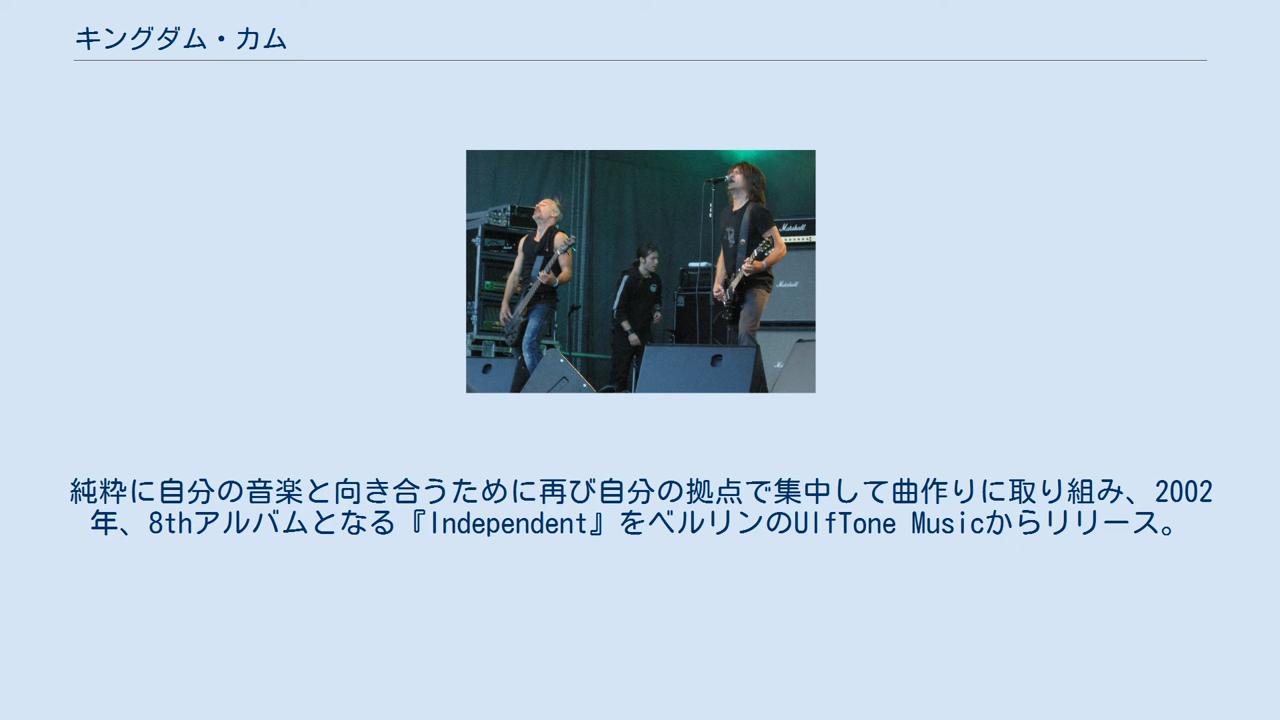 キングダム・カム
Marshall
Marshall
純粋に自分の音楽と向き合うために再び自分の拠点で集中して曲作りに取り組み、2002
年、8thアルバムとなる『Independent』をベルリンのUlfTone Musicからリリース。